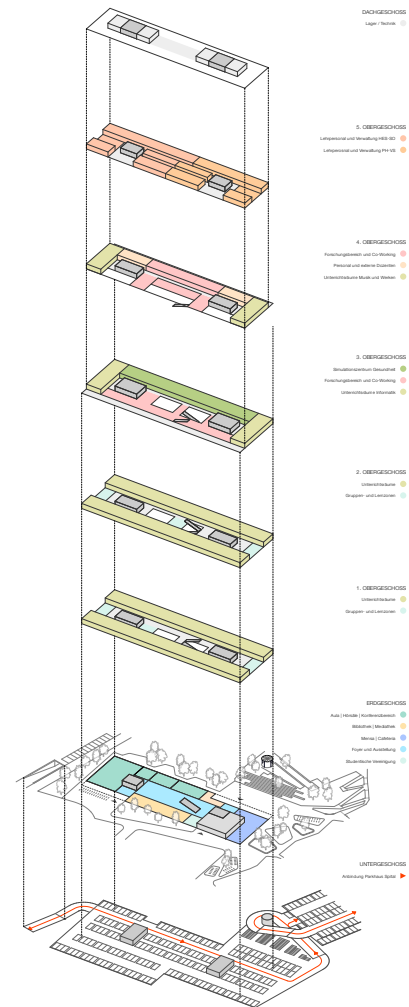 DACHGESCHOSS
Lager / Technik
5. OBERGESCHOSS
Lehrpersonal und Verwaltung HES-SO
Lehrpersonal und Verwaltung PH-VS
4. OBERGESCHOSS
Forschungsbereich und Co-Working
Personal und externe Dozenten
Unterrichtsräume Musik und Werken
3. OBERGESCHOSS
Simulationszentrum Gesundheit
Forschungsbereich und Co-Working
Unterrichtsräume Informatik
2. OBERGESCHOSS
Unterrichtsräume
Gruppen- und Lernzonen
1. OBERGESCHOSS
Unterrichtsräume
Gruppen- und Lernzonen
ERDGESCHOSS
Aula | Hörsäle | Konferenzbereich
Bibliothek | Mediathek
Mensa | Cafeteria
Foyer und Ausstellung
Studentische Vereinigung
UNTERGESCHOSS
Anbindung Parkhaus Spital